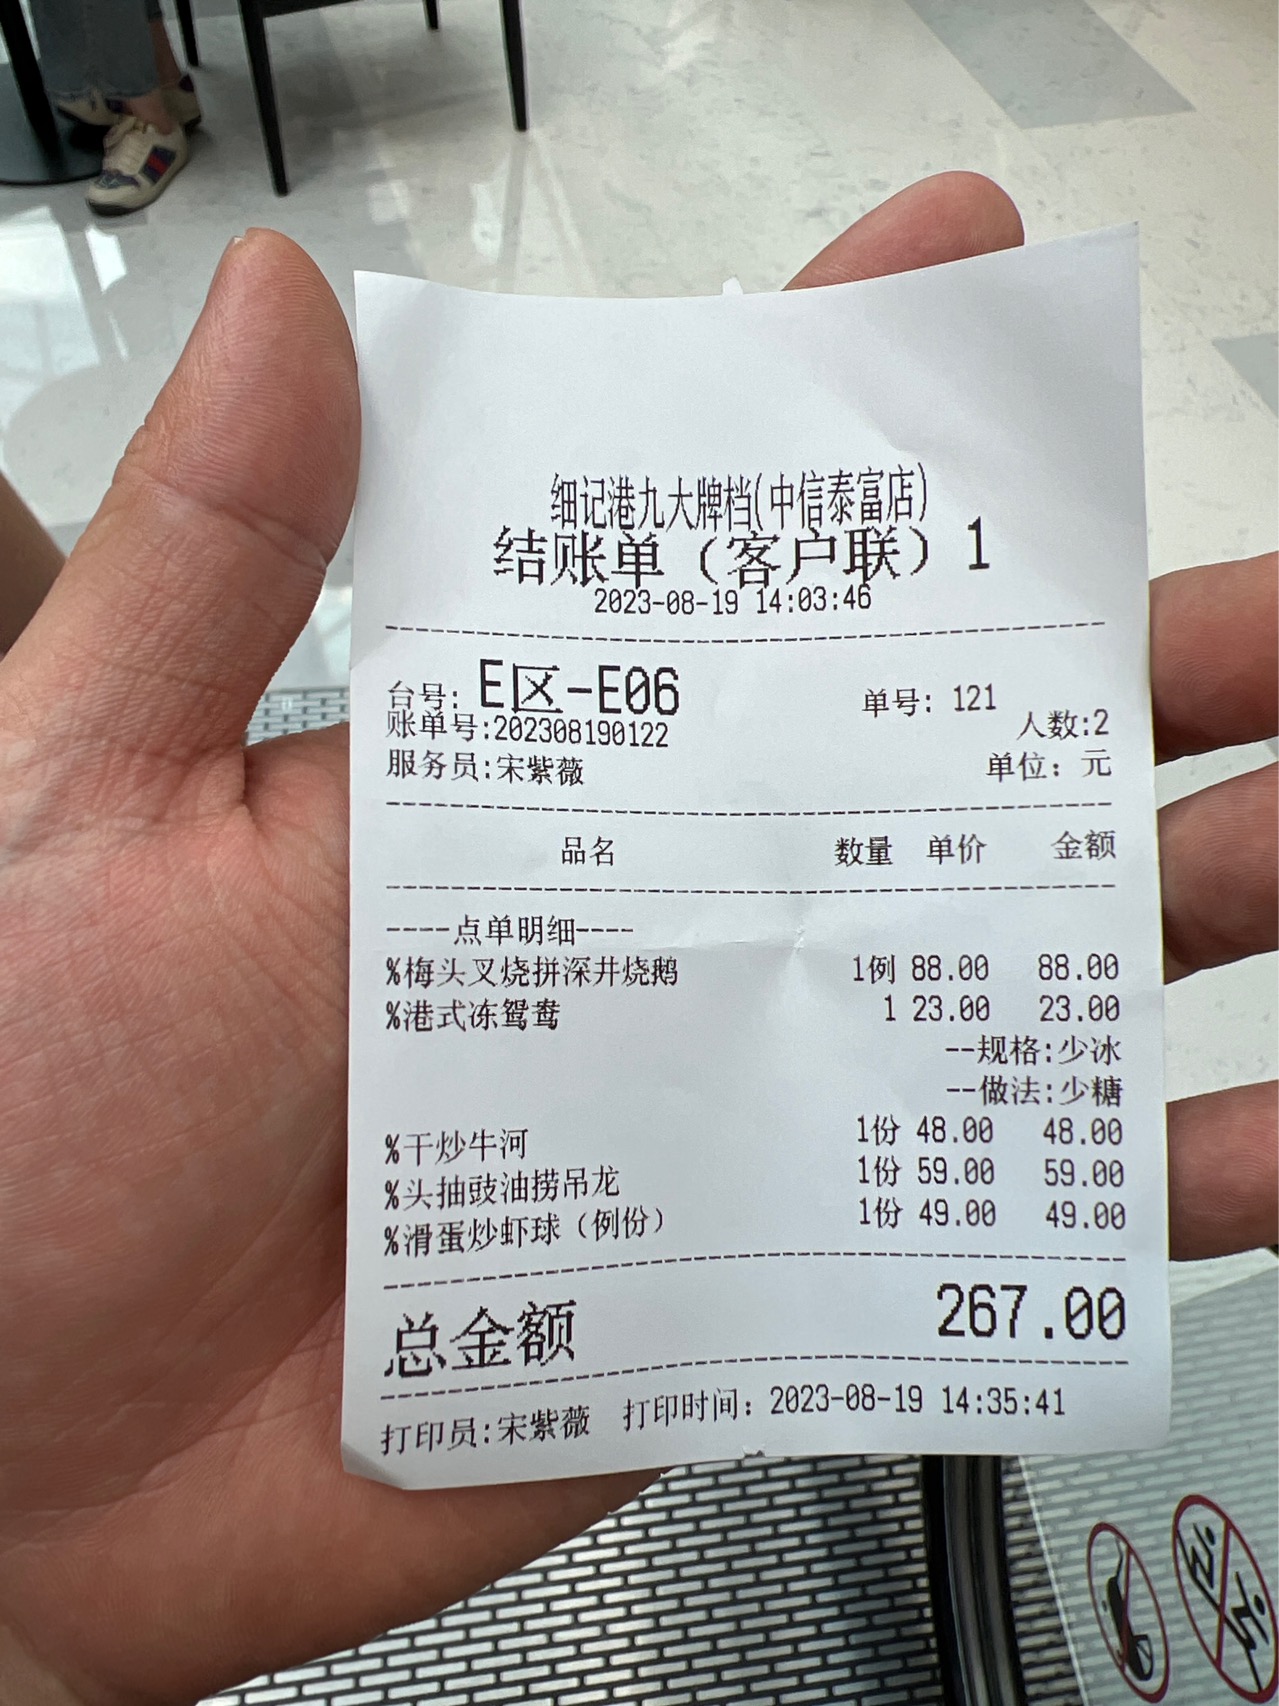 细记港九大牌档(中信泰富店)
结账单（客户联）1
2023-08-19 14:03:46
台号: E区-E06 单号: 121
账单号:202308190122 人数:2
服务员:宋紫薇 单位: 元
品名 数量 单价 金额
----点单明细----
%梅头叉烧拼深井烧鹅 1例 88.00 88.00
%港式冻鸳鸯 1 23.00 23.00
--规格:少冰
--做法:少糖
%干炒牛河 1份 48.00 48.00
%头抽豉油捞吊龙 1份 59.00 59.00
%滑蛋炒虾球（例份） 1份 49.00 49.00
总金额 267.00
打印员:宋紫薇 打印时间: 2023-08-19 14:35:41